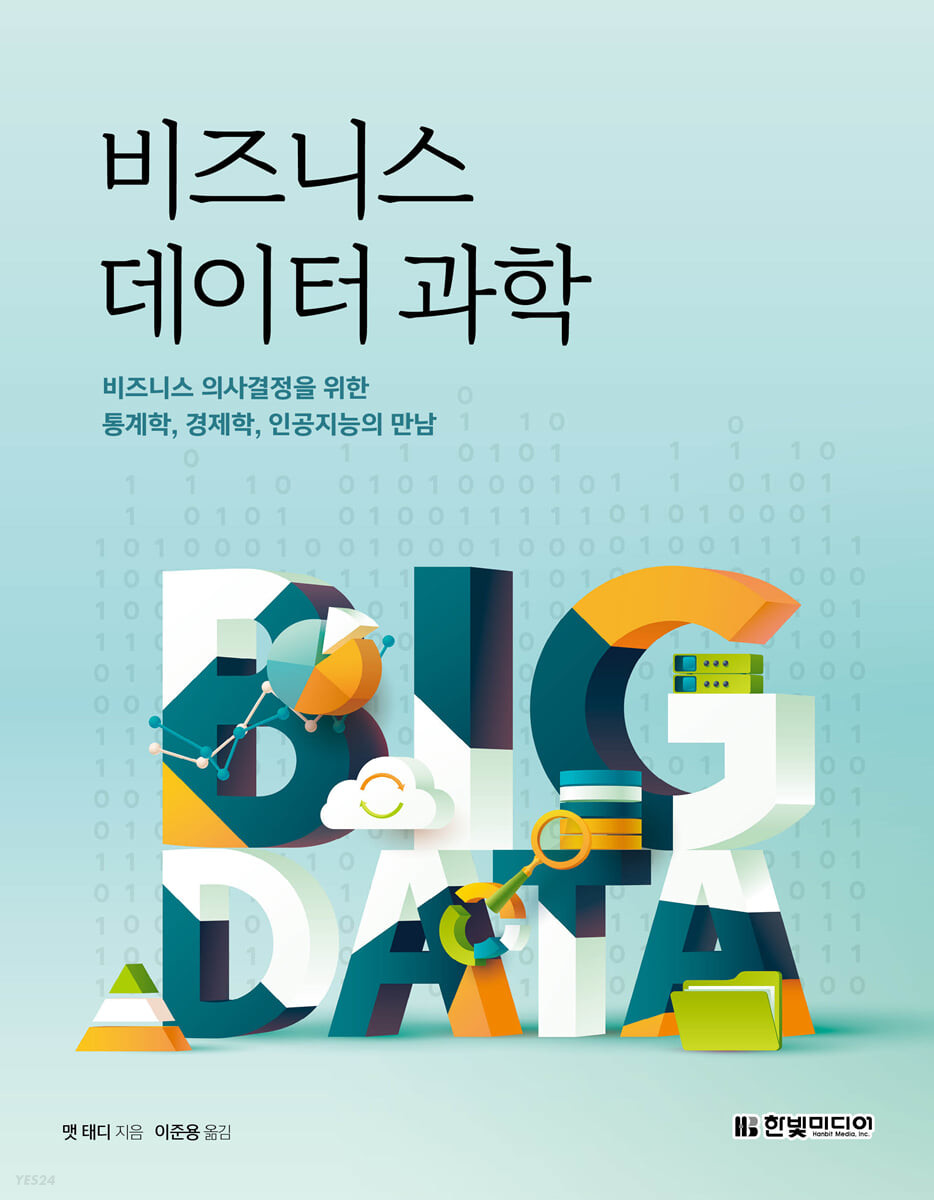 비즈니스
데이터 과학
비즈니스 의사결정을 위한
통계학, 경제학, 인공지능의 만남
BIG
DATA
맷 태디 지음 이준용 옮김
한빛미디어
Hanbit Media, Inc.
YES24